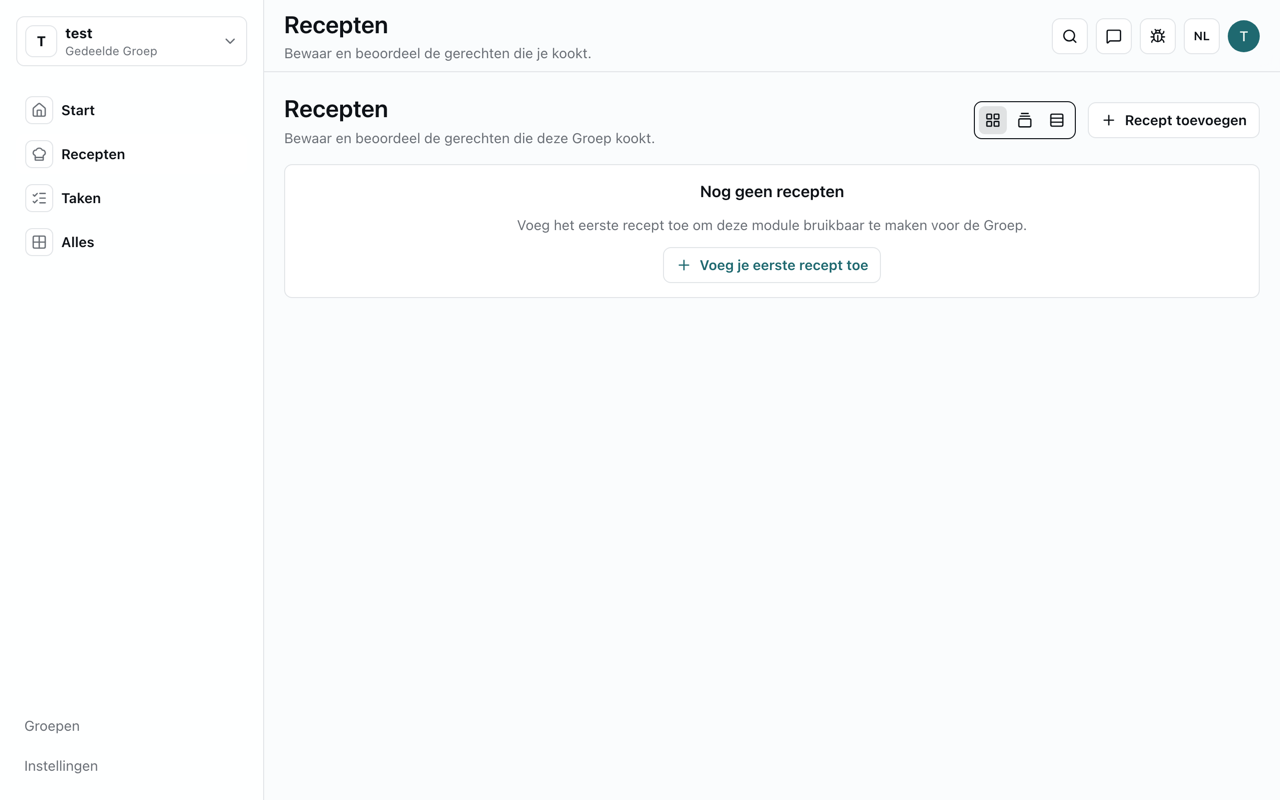 T
test
Gedeelde Groep
Start
Recepten
Taken
Alles
Groepen
Instellingen
Recepten
Bewaar en beoordeel de gerechten die je kookt.
NL
T
Recepten
Bewaar en beoordeel de gerechten die deze Groep kookt.
Recept toevoegen
Nog geen recepten
Voeg het eerste recept toe om deze module bruikbaar te maken voor de Groep.
Voeg je eerste recept toe